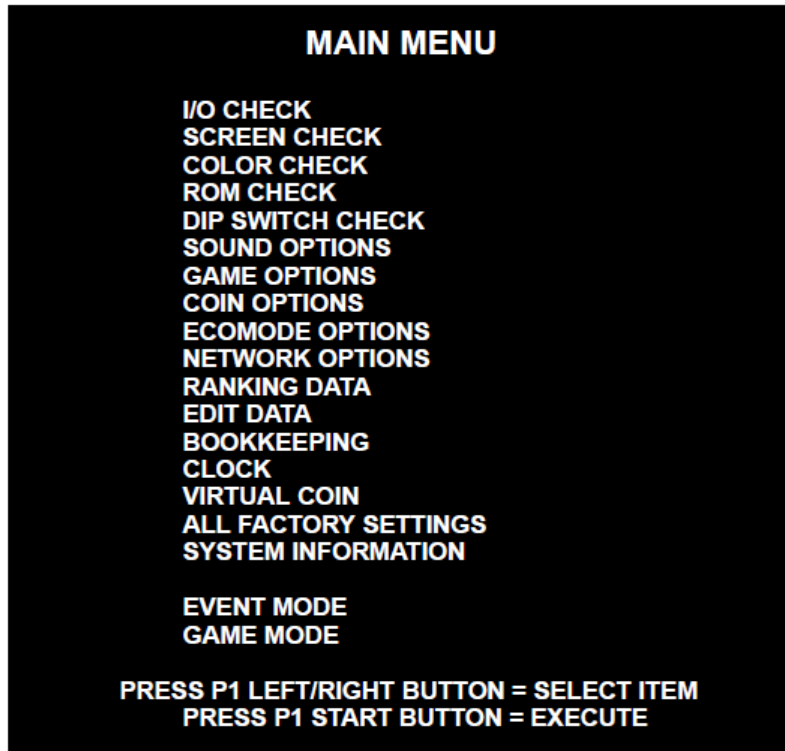 MAIN MENU
I/O CHECK
SCREEN CHECK
COLOR CHECK
ROM CHECK
DIP SWITCH CHECK
SOUND OPTIONS
GAME OPTIONS
COIN OPTIONS
ECOMODE OPTIONS
NETWORK OPTIONS
RANKING DATA
EDIT DATA
BOOKKEEPING
CLOCK
VIRTUAL COIN
ALL FACTORY SETTINGS
SYSTEM INFORMATION
EVENT MODE
GAME MODE
PRESS P1 LEFT/RIGHT BUTTON = SELECT ITEM
PRESS P1 START BUTTON = EXECUTE